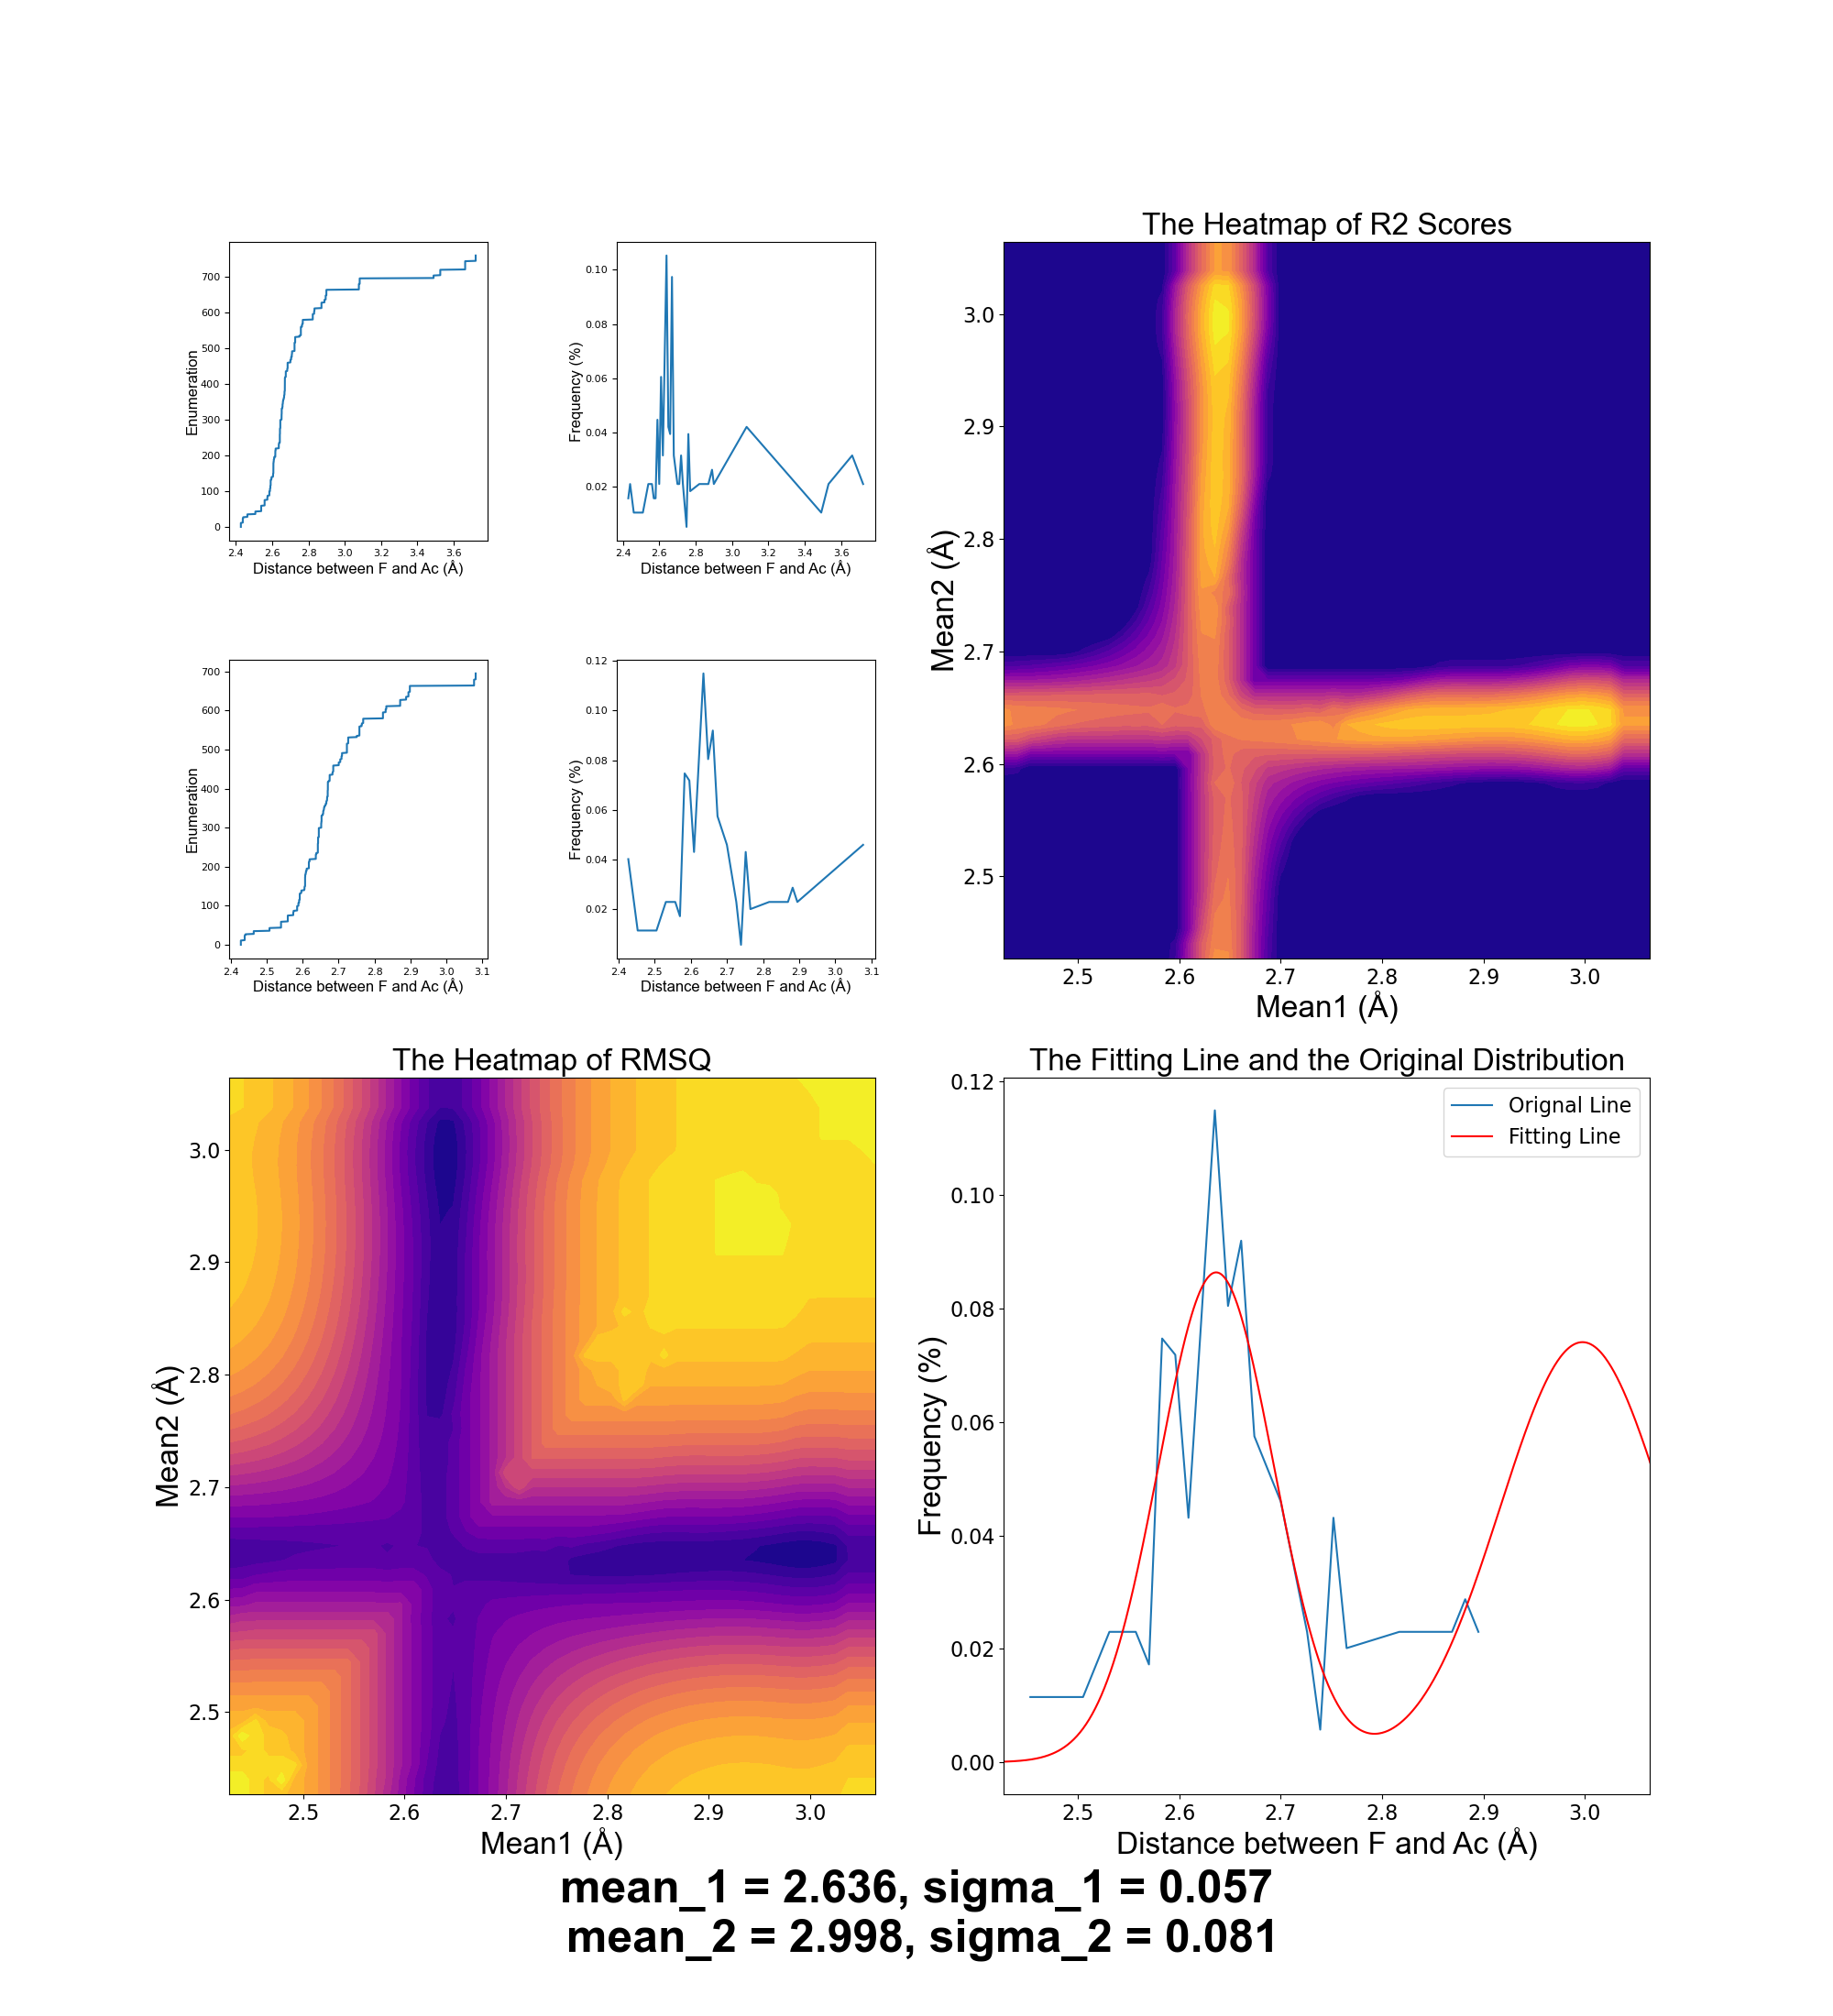 Enumeration
700
600
500
400
300
200
100
0
2.4 2.6 2.8 3.0 3.2 3.4 3.6
Distance between F and Ac (Å)
Frequency (%)
0.10
0.08
0.06
0.04
0.02
2.4 2.6 2.8 3.0 3.2 3.4 3.6
Distance between F and Ac (Å)
Enumeration
700
600
500
400
300
200
100
0
2.4 2.5 2.6 2.7 2.8 2.9 3.0 3.1
Distance between F and Ac (Å)
Frequency (%)
0.12
0.10
0.08
0.06
0.04
0.02
2.4 2.5 2.6 2.7 2.8 2.9 3.0 3.1
Distance between F and Ac (Å)
The Heatmap of R2 Scores
Mean2 (Å)
3.0
2.9
2.8
2.7
2.6
2.5
2.5 2.6 2.7 2.8 2.9 3.0
Mean1 (Å)
The Heatmap of RMSQ
Mean2 (Å)
3.0
2.9
2.8
2.7
2.6
2.5
2.5 2.6 2.7 2.8 2.9 3.0
Mean1 (Å)
The Fitting Line and the Original Distribution
Orignal Line
Fitting Line
Frequency (%)
0.12
0.10
0.08
0.06
0.04
0.02
0.00
2.5 2.6 2.7 2.8 2.9 3.0
Distance between F and Ac (Å)
mean_1 = 2.636, sigma_1 = 0.057
mean_2 = 2.998, sigma_2 = 0.081